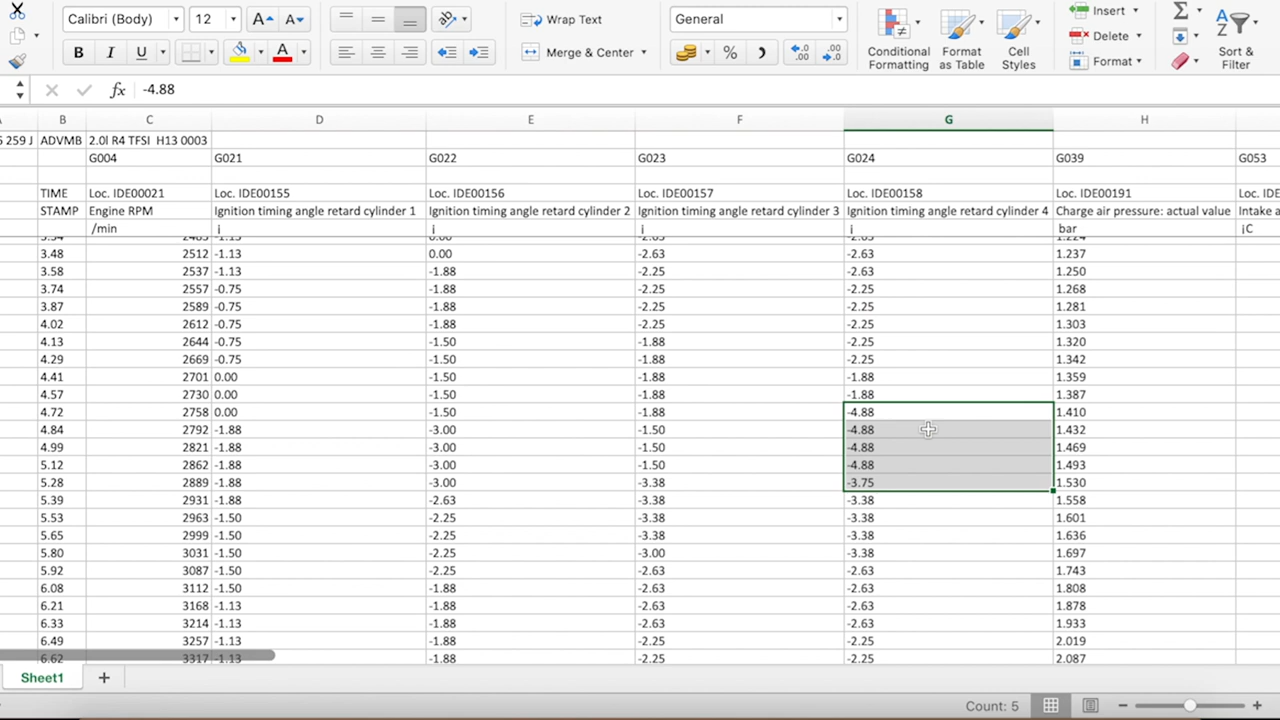 Calibri (Body) 12 A A Wrap Text General Insert
B I U A Merge & Center % Conditional Formatting Format as Table Cell Styles Delete Format Sort & Filter
fx -4.88
A B C D E F G H
6 259 J ADVMB 2.0l R4 TFSI H13 0003
G004 G021 G022 G023 G024 G039 G053
TIME Loc. IDE00021 Loc. IDE00155 Loc. IDE00156 Loc. IDE00157 Loc. IDE00158 Loc. IDE00191 Loc. IDE
STAMP Engine RPM Ignition timing angle retard cylinder 1 Ignition timing angle retard cylinder 2 Ignition timing angle retard cylinder 3 Ignition timing angle retard cylinder 4 Charge air pressure: actual value Intake a
/min ¡ ¡ ¡ ¡ bar ¡C
3.48 2512 -1.13 0.00 -2.63 -2.63 1.237
3.58 2537 -1.13 -1.88 -2.25 -2.63 1.250
3.74 2557 -0.75 -1.88 -2.25 -2.25 1.268
3.87 2589 -0.75 -1.88 -2.25 -2.25 1.281
4.02 2612 -0.75 -1.88 -2.25 -2.25 1.303
4.13 2644 -0.75 -1.50 -1.88 -2.25 1.320
4.29 2669 -0.75 -1.50 -1.88 -2.25 1.342
4.41 2701 0.00 -1.50 -1.88 -1.88 1.359
4.57 2730 0.00 -1.50 -1.88 -1.88 1.387
4.72 2758 0.00 -1.50 -1.88 -4.88 1.410
4.84 2792 -1.88 -3.00 -1.50 -4.88 1.432
4.99 2821 -1.88 -3.00 -1.50 -4.88 1.469
5.12 2862 -1.88 -3.00 -1.50 -4.88 1.493
5.28 2889 -1.88 -3.00 -3.38 -3.75 1.530
5.39 2931 -1.88 -2.63 -3.38 -3.38 1.558
5.53 2963 -1.50 -2.25 -3.38 -3.38 1.601
5.65 2999 -1.50 -2.25 -3.38 -3.38 1.636
5.80 3031 -1.50 -2.25 -3.00 -3.38 1.697
5.92 3087 -1.50 -2.25 -2.63 -2.63 1.743
6.08 3112 -1.50 -1.88 -2.63 -2.63 1.808
6.21 3168 -1.13 -1.88 -2.63 -2.63 1.878
6.33 3214 -1.13 -1.88 -2.63 -2.63 1.933
6.49 3257 -1.13 -1.88 -2.25 -2.25 2.019
6.62 3317 -1.13 -1.88 -2.25 -2.25 2.087
Sheet1
Count: 5